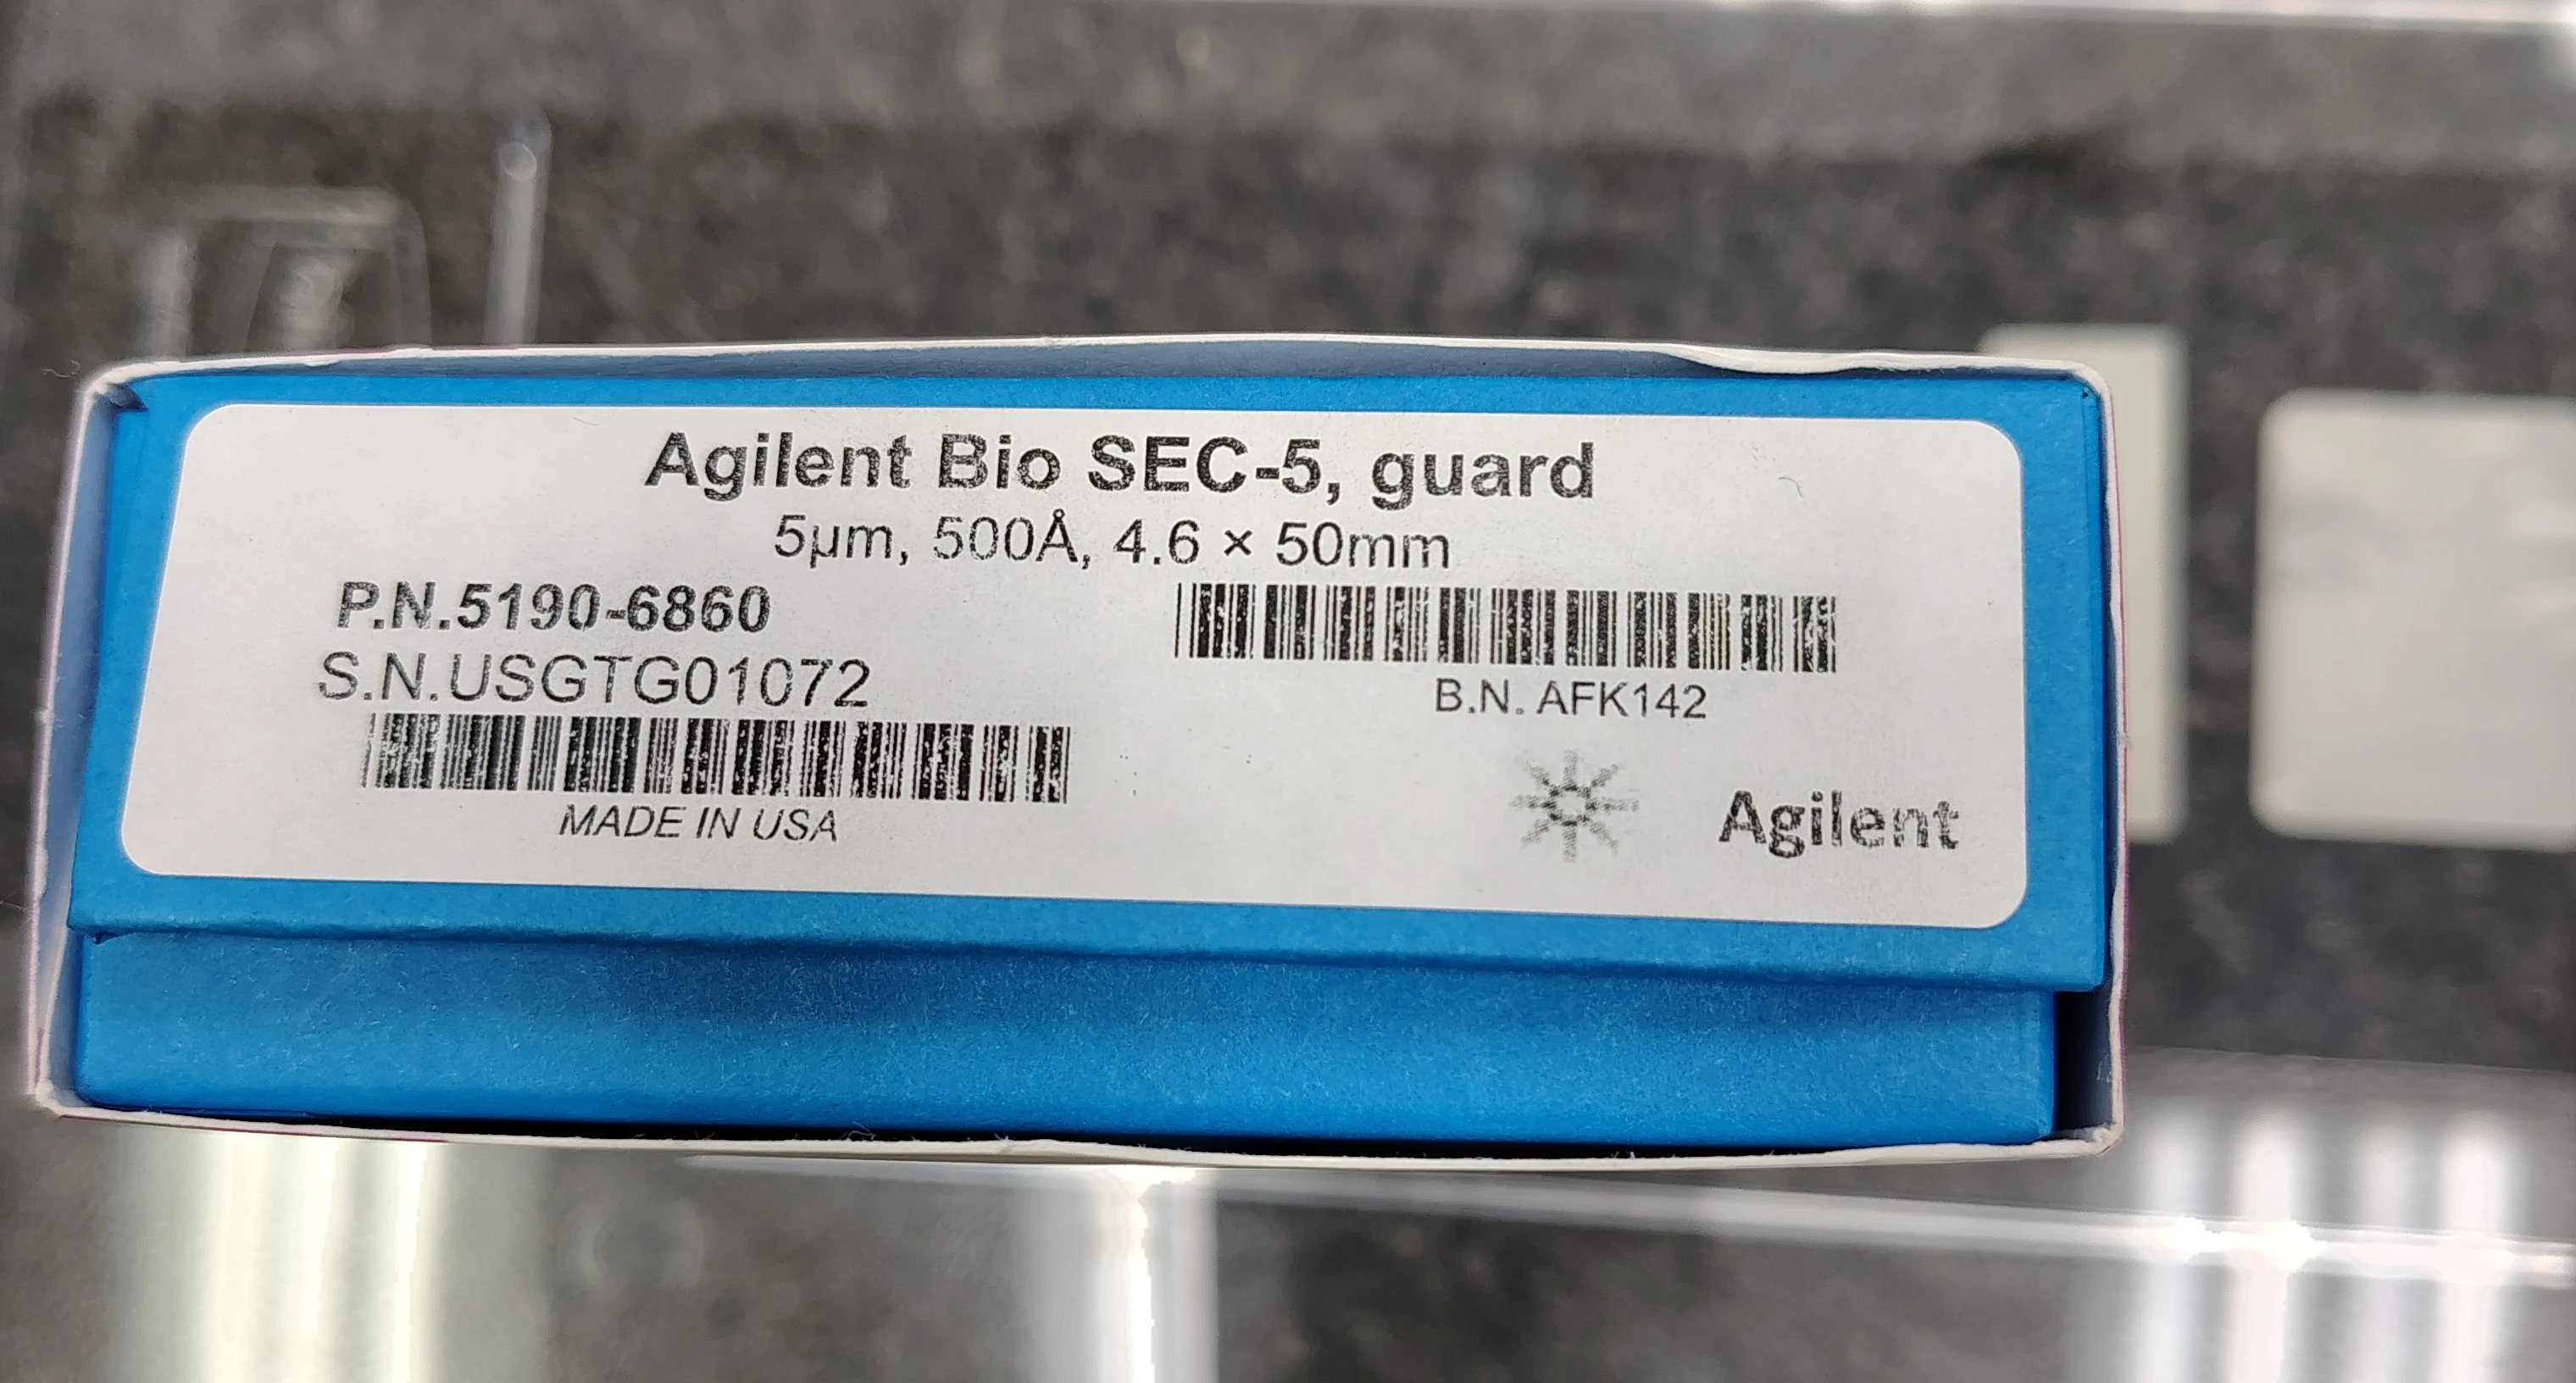 Agilent Bio SEC-5, guard
5µm, 500Å, 4.6 × 50mm
P.N.5190-6860
S.N.USGTG01072
MADE IN USA
B.N. AFK142
Agilent